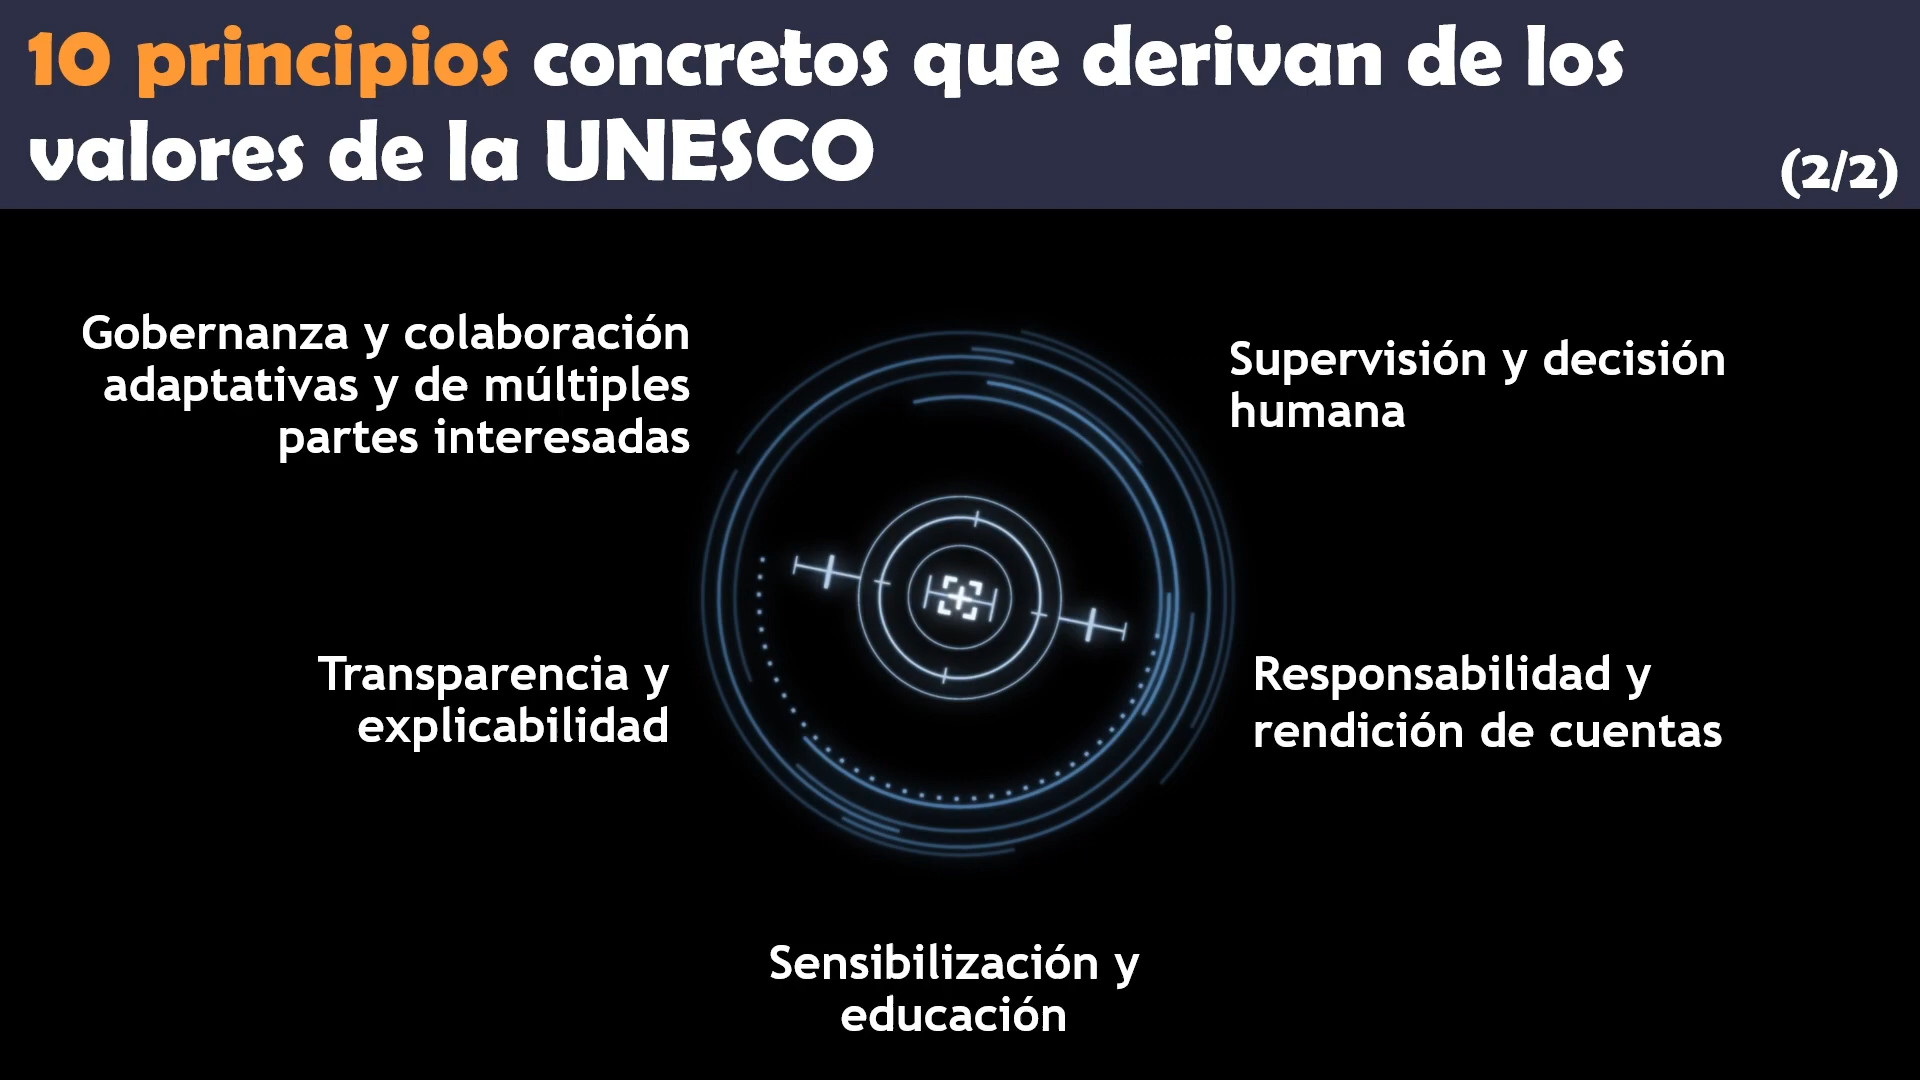 10 principios concretos que derivan de los
valores de la UNESCO
(2/2)
Gobernanza y colaboración
adaptativas y de múltiples
partes interesadas
Supervisión y decisión
humana
Transparencia y
explicabilidad
Responsabilidad y
rendición de cuentas
Sensibilización y
educación